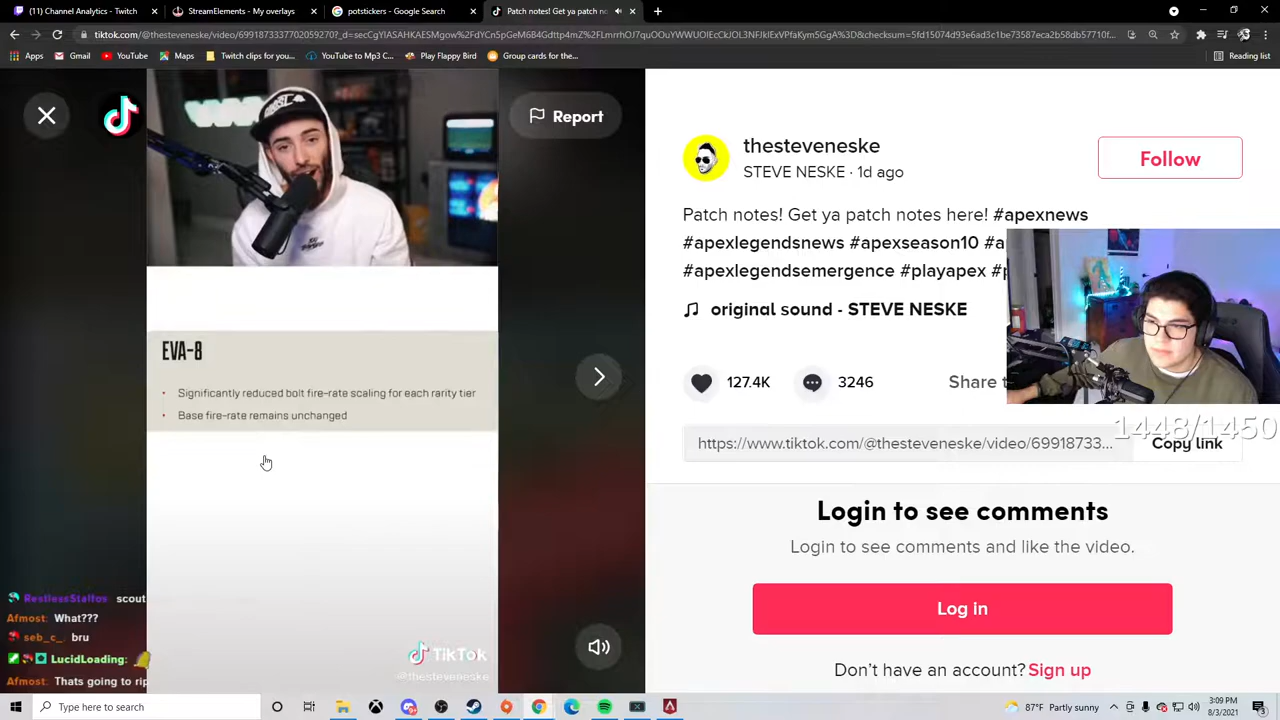 (11) Channel Analytics - Twitch
StreamElements - My overlays
potstickers - Google Search
Patch notes! Get ya patch no
Apps
Gmail
YouTube
Maps
Twitch clips for you...
YouTube to Mp3 C...
Play Flappy Bird
Group cards for the...
Reading list
Report
thesteveneske
STEVE NESKE · 1d ago
Follow
Patch notes! Get ya patch notes here! #apexnews
#apexlegendsnews #apexseason10 #a
#apexlegendsemergence #playapex #
original sound - STEVE NESKE
127.4K
3246
Share t
1448/1450
https://www.tiktok.com/@thesteveneske/video/69918733...
Copy link
EVA-8
• Significantly reduced bolt fire-rate scaling for each rarity tier
• Base fire-rate remains unchanged
Login to see comments
Login to see comments and like the video.
Log in
Don't have an account? Sign up
RestlessStalfos scout
Afmost: What???
seb_c_: bru
LucidLoading:
Afmost: Thats going to rip
TikTok
@thesteveneske
Type here to search
87°F Partly sunny
3:09 PM
8/3/2021